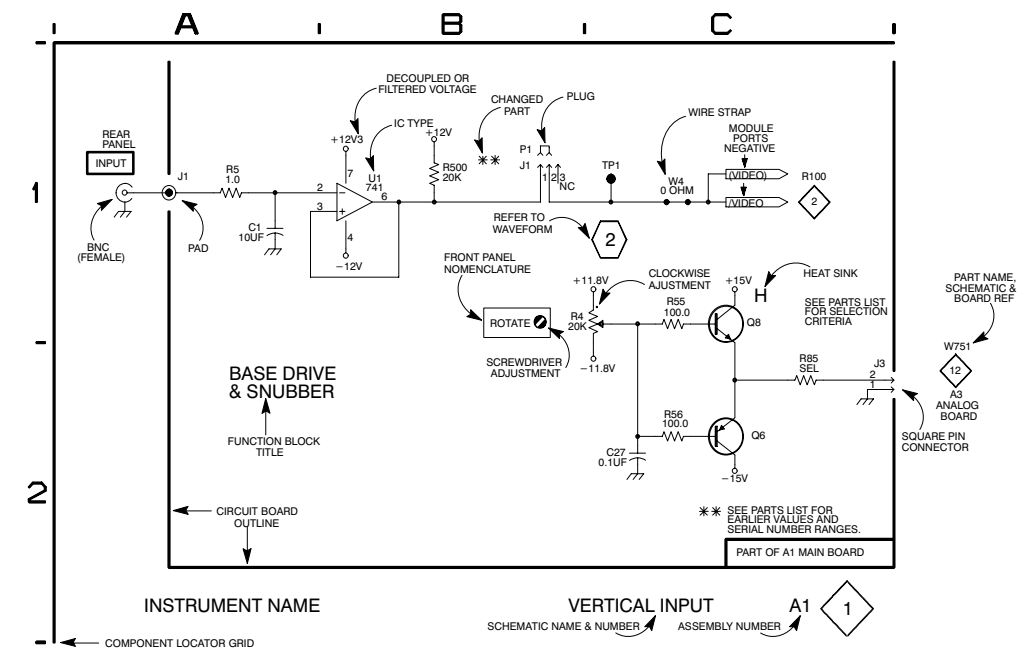 A
B
C
1
2
DECOUPLED OR
FILTERED VOLTAGE
CHANGED
PART
PLUG
IC TYPE
WIRE STRAP
REAR
PANEL
INPUT
BNC
(FEMALE)
J1
PAD
R5
1.0
C1
10UF
+12V3
7
U1
741
2
−
3
+
6
4
−12V
+12V
R500
20K
**
P1
J1
1 2 3
NC
TP1
W4
0 OHM
MODULE
PORTS
NEGATIVE
(VIDEO)
/VIDEO
R100
2
REFER TO
WAVEFORM
2
FRONT PANEL
NOMENCLATURE
ROTATE
SCREWDRIVER
ADJUSTMENT
+11.8V
R4
20K
−11.8V
CLOCKWISE
AJUSTMENT
R55
100.0
+15V
H
HEAT SINK
Q8
SEE PARTS LIST
FOR SELECTION
CRITERIA
PART NAME,
SCHEMATIC &
BOARD REF
W751
12
A3
ANALOG
BOARD
R85
SEL
J3
2
1
SQUARE PIN
CONNECTOR
R56
100.0
Q6
−15V
C27
0.1UF
BASE DRIVE
& SNUBBER
FUNCTION BLOCK
TITLE
CIRCUIT BOARD
OUTLINE
** SEE PARTS LIST FOR
EARLIER VALUES AND
SERIAL NUMBER RANGES.
PART OF A1 MAIN BOARD
INSTRUMENT NAME
VERTICAL INPUT
A1
1
SCHEMATIC NAME & NUMBER
ASSEMBLY NUMBER
COMPONENT LOCATOR GRID